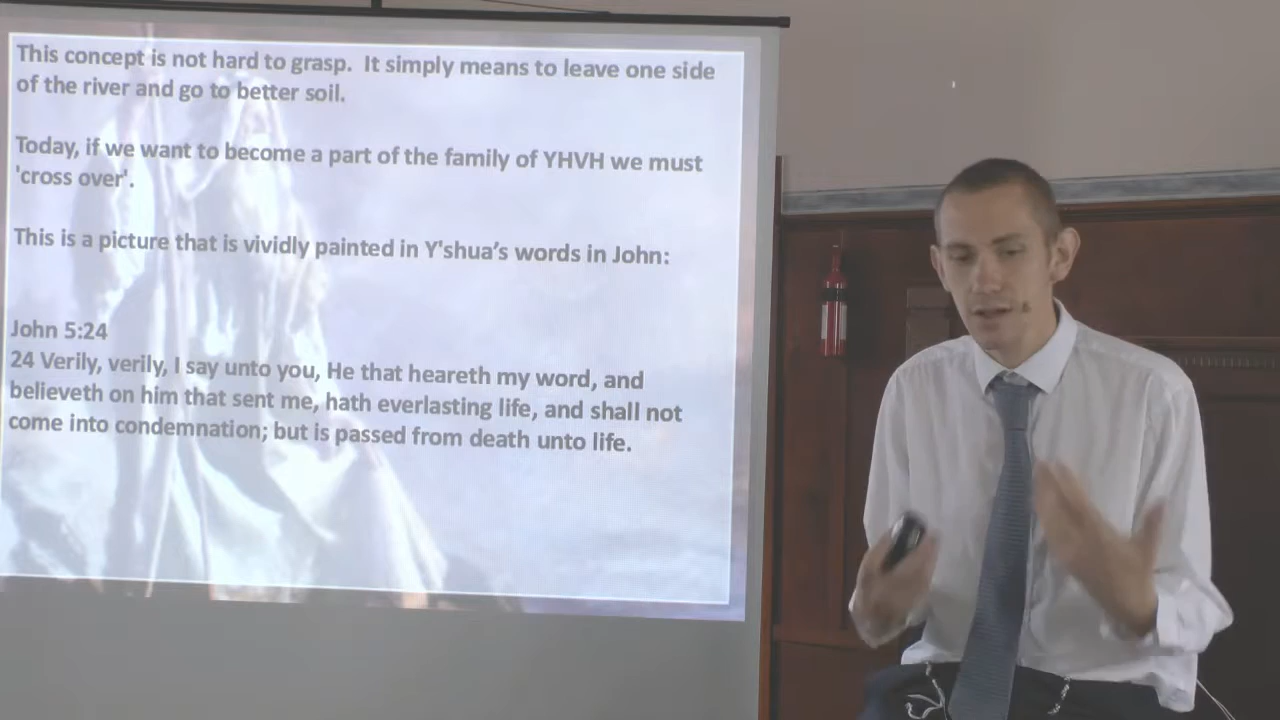 This concept is not hard to grasp.  It simply means to leave one side
of the river and go to better soil.
Today, if we want to become a part of the family of YHVH we must
'cross over'.
This is a picture that is vividly painted in Y'shua’s words in John:
John 5:24
24 Verily, verily, I say unto you, He that heareth my word, and
believeth on him that sent me, hath everlasting life, and shall not
come into condemnation; but is passed from death unto life.